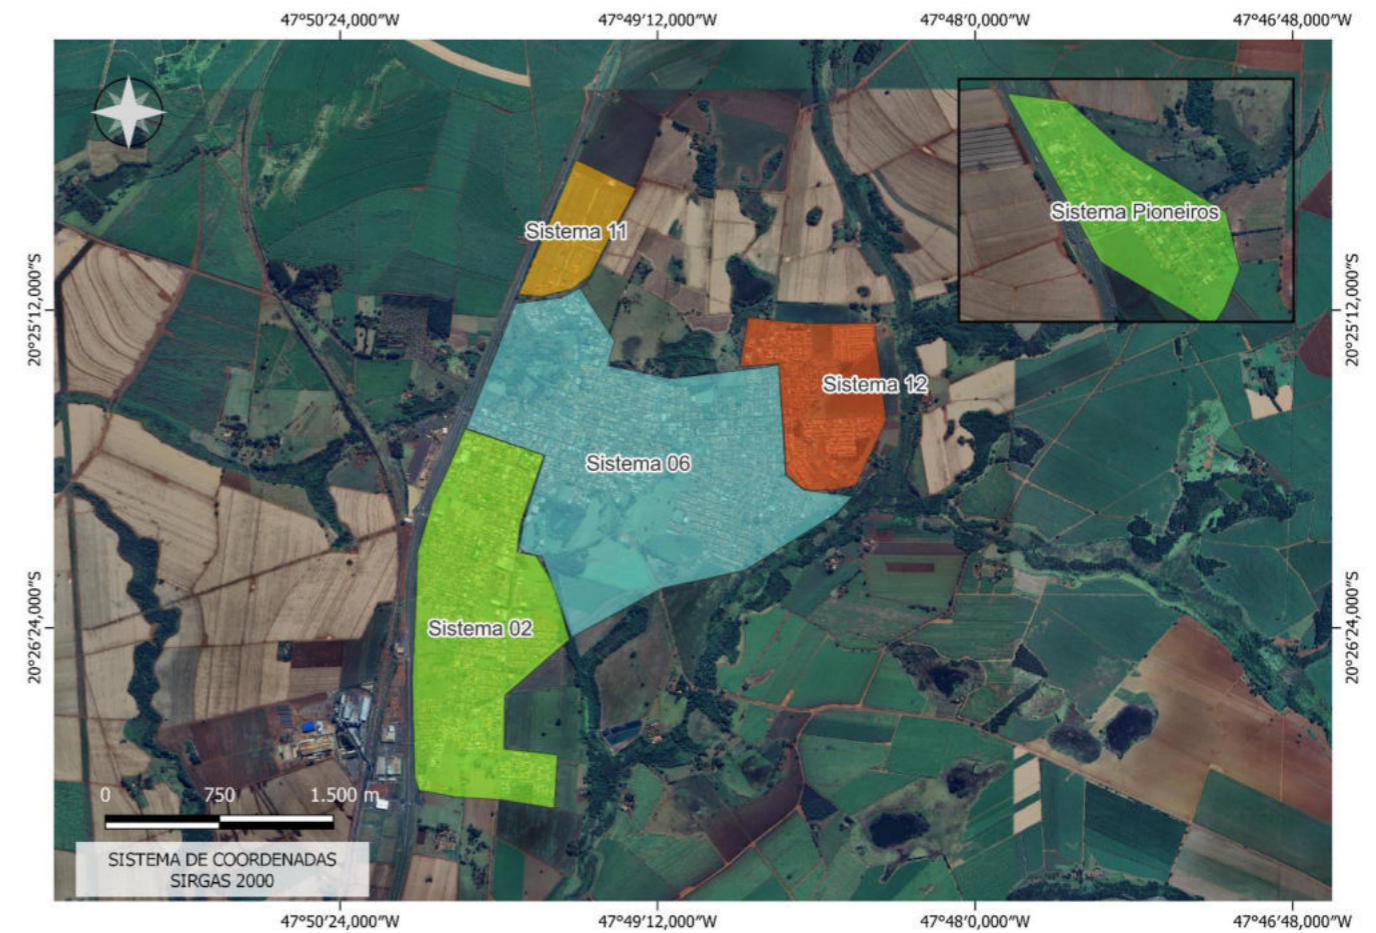 47°50′24,000″W 47°49′12,000″W 47°48′0,000″W 47°46′48,000″W
Sistema Pioneiros
Sistema 11
20°25′12,000″S 20°25′12,000″S
Sistema 12
Sistema 06
Sistema 02
20°26′24,000″S 20°26′24,000″S
0 750 1.500 m
SISTEMA DE COORDENADAS
SIRGAS 2000
47°50′24,000″W 47°49′12,000″W 47°48′0,000″W 47°46′48,000″W